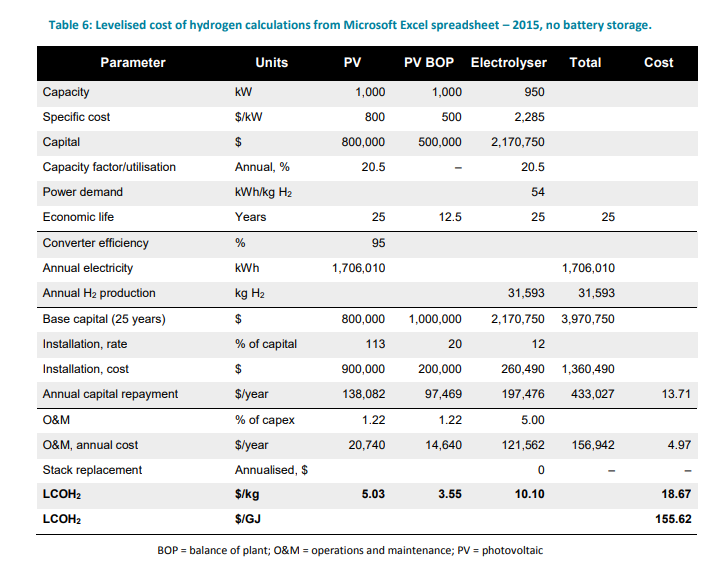 Table 6: Levelised cost of hydrogen calculations from Microsoft Excel spreadsheet – 2015, no battery storage.
Parameter Units PV PV BOP Electrolyser Total Cost
Capacity kW 1,000 1,000 950
Specific cost $/kW 800 500 2,285
Capital $ 800,000 500,000 2,170,750
Capacity factor/utilisation Annual, % 20.5 – 20.5
Power demand kWh/kg H₂ 54
Economic life Years 25 12.5 25 25
Converter efficiency % 95
Annual electricity kWh 1,706,010 1,706,010
Annual H₂ production kg H₂ 31,593 31,593
Base capital (25 years) $ 800,000 1,000,000 2,170,750 3,970,750
Installation, rate % of capital 113 20 12
Installation, cost $ 900,000 200,000 260,490 1,360,490
Annual capital repayment $/year 138,082 97,469 197,476 433,027 13.71
O&M % of capex 1.22 1.22 5.00
O&M, annual cost $/year 20,740 14,640 121,562 156,942 4.97
Stack replacement Annualised, $ 0 – –
LCOH₂ $/kg 5.03 3.55 10.10 18.67
LCOH₂ $/GJ 155.62
BOP = balance of plant; O&M = operations and maintenance; PV = photovoltaic